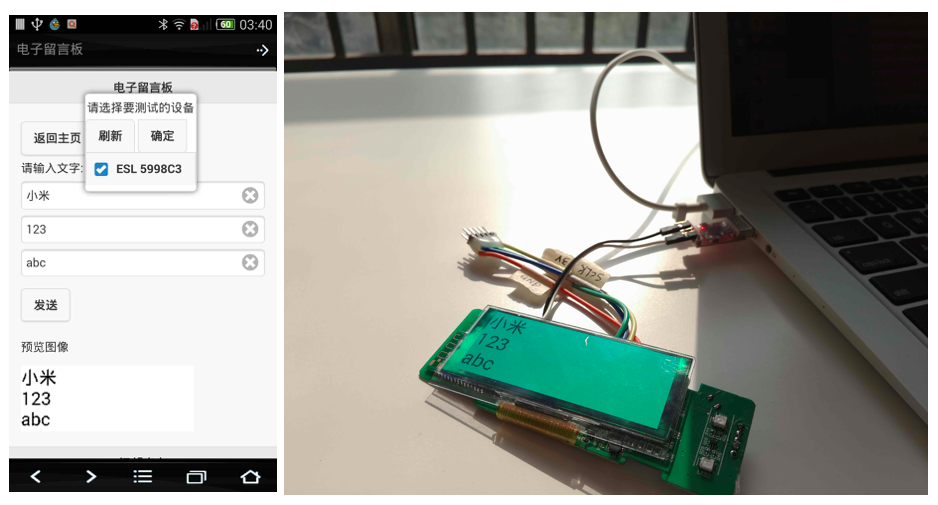 60 03:40
电子留言板
电子留言板
请选择要测试的设备
返回主页
刷新
确定
请输入文字:
ESL 5998C3
小米
123
abc
发送
预览图像
小米
123
abc
小米
123
abc